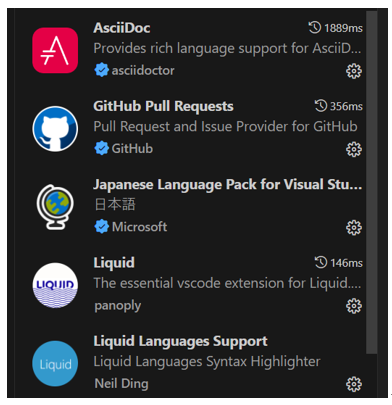 AsciiDoc 1889ms
Provides rich language support for AsciiD...
asciidoctor
GitHub Pull Requests 356ms
Pull Request and Issue Provider for GitHub
GitHub
Japanese Language Pack for Visual Stu...
日本語
Microsoft
LIQUID
Liquid 146ms
The essential vscode extension for Liquid....
panoply
Liquid
Liquid Languages Support
Liquid Languages Syntax Highlighter
Neil Ding